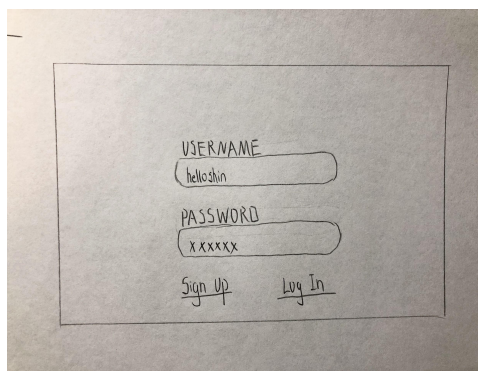 USERNAME
helloshin
PASSWORD
xxxxxx
Sign Up Log In